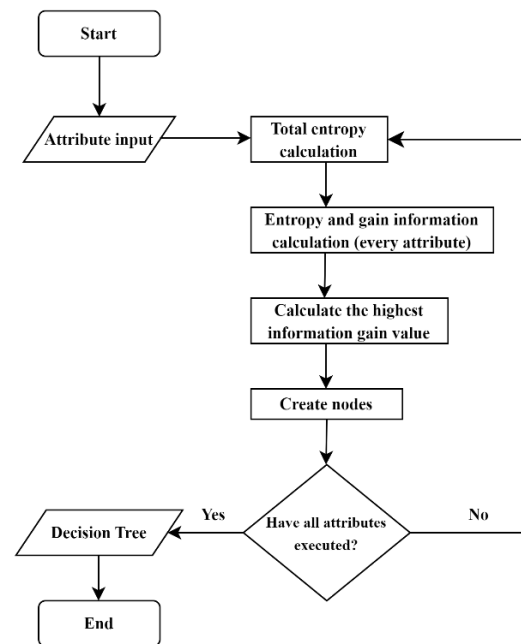 Start
Attribute input
Total entropy
calculation
Entropy and gain information
calculation (every attribute)
Calculate the highest
information gain value
Create nodes
Have all attributes
executed?
Yes
No
Decision Tree
End